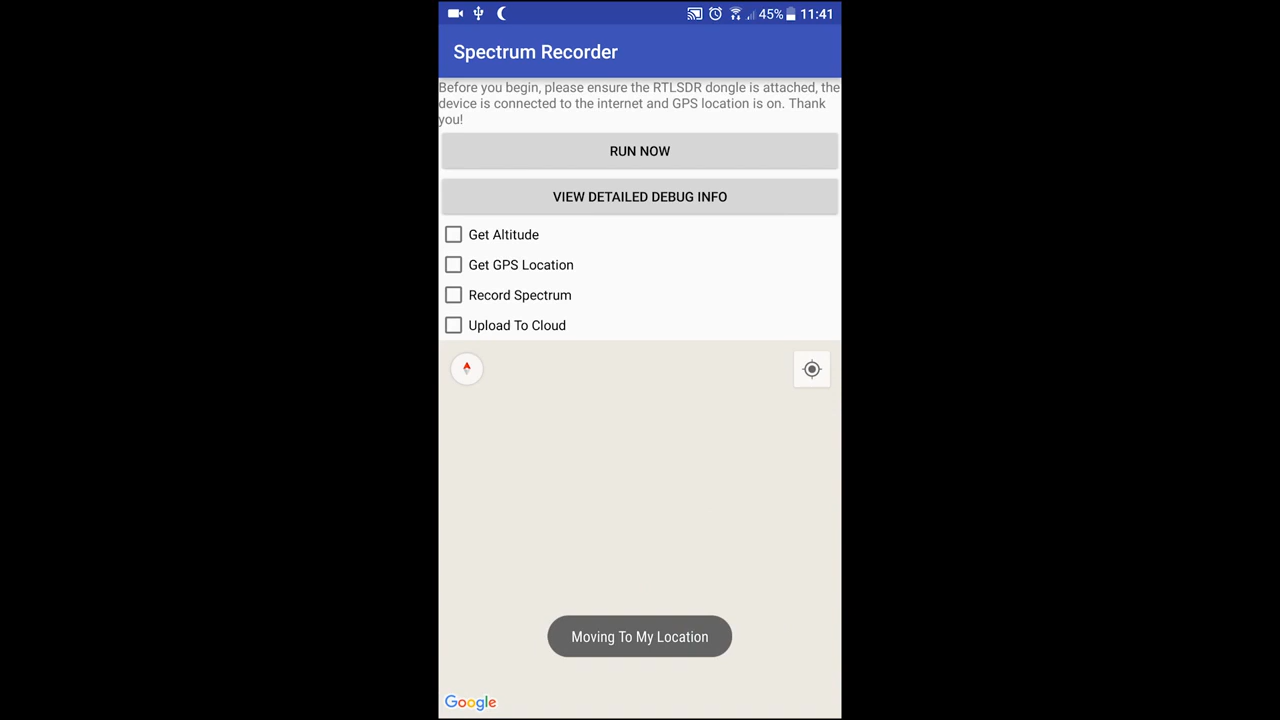 45% 11:41
Spectrum Recorder
Before you begin, please ensure the RTLSDR dongle is attached, the
device is connected to the internet and GPS location is on. Thank
you!
RUN NOW
VIEW DETAILED DEBUG INFO
Get Altitude
Get GPS Location
Record Spectrum
Upload To Cloud
Moving To My Location
Google